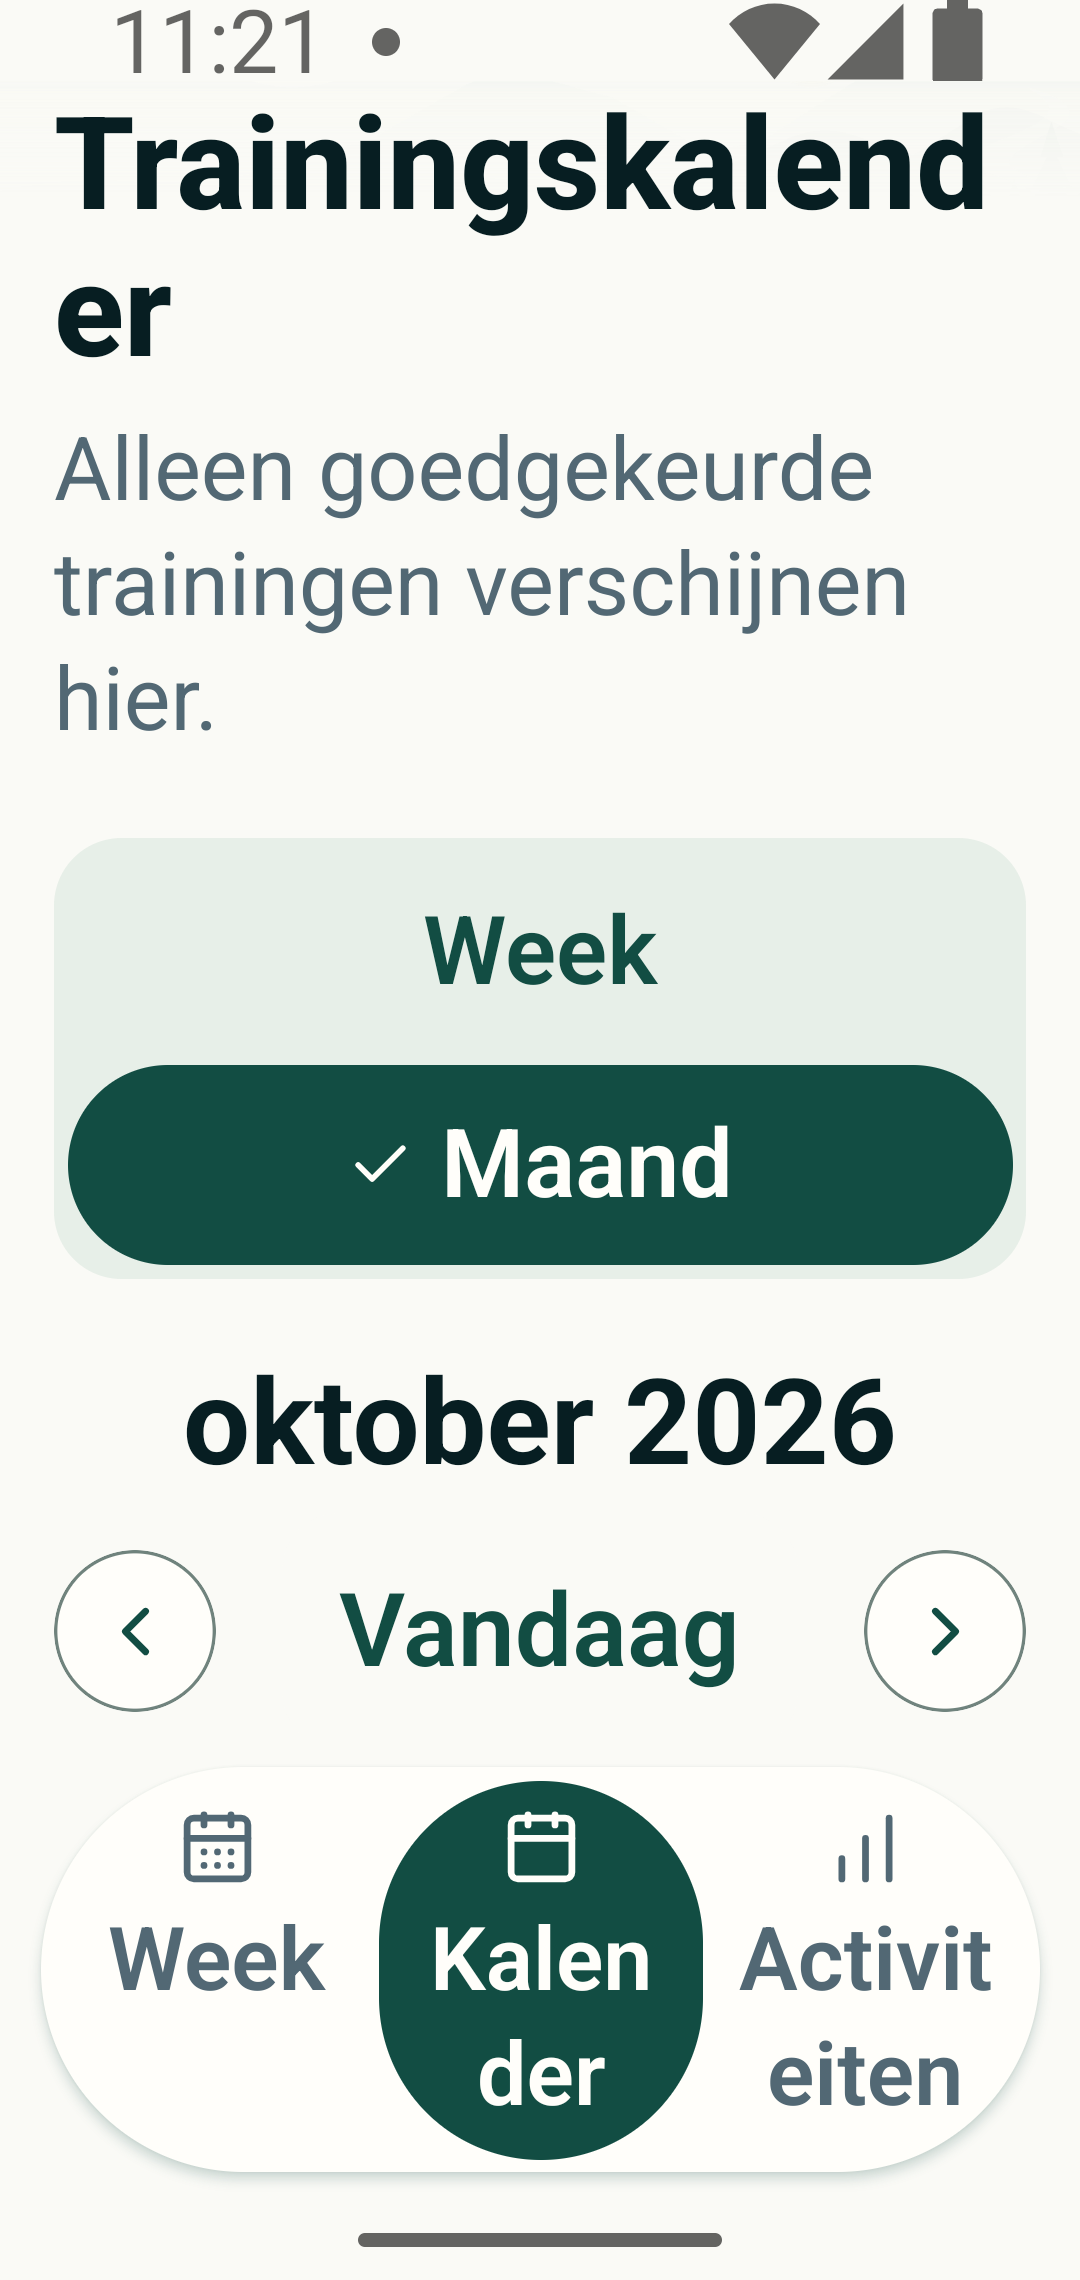 11:21
Trainingskalend
er
Alleen goedgekeurde
trainingen verschijnen
hier.
Week
Maand
oktober 2026
Vandaag
Week
Kalen
der
Activit
eiten